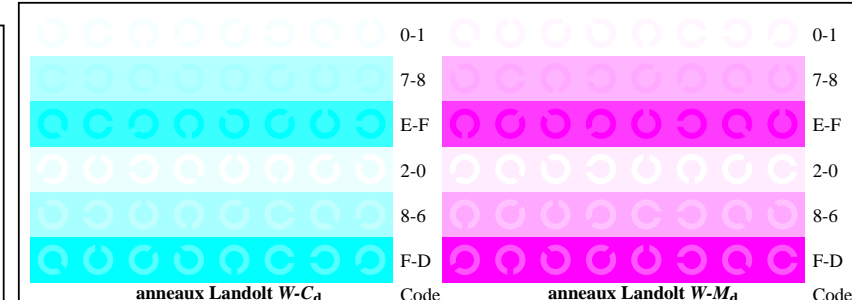 0-1 0-1
7-8 7-8
E-F E-F
2-0 2-0
8-6 8-6
F-D F-D
anneaux Landolt W-Cd Code anneaux Landolt W-Md Code